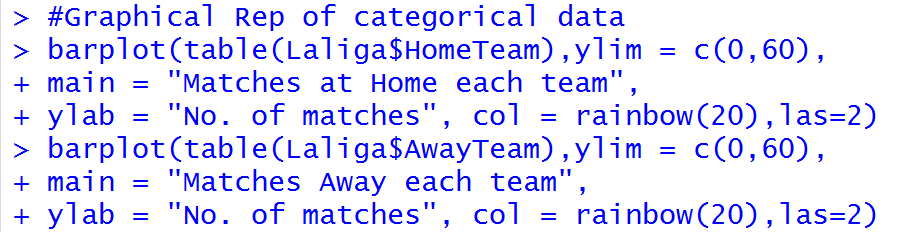 > #Graphical Rep of categorical data
> barplot(table(Laliga$HomeTeam),ylim = c(0,60),
+ main = "Matches at Home each team",
+ ylab = "No. of matches", col = rainbow(20),las=2)
> barplot(table(Laliga$AwayTeam),ylim = c(0,60),
+ main = "Matches Away each team",
+ ylab = "No. of matches", col = rainbow(20),las=2)